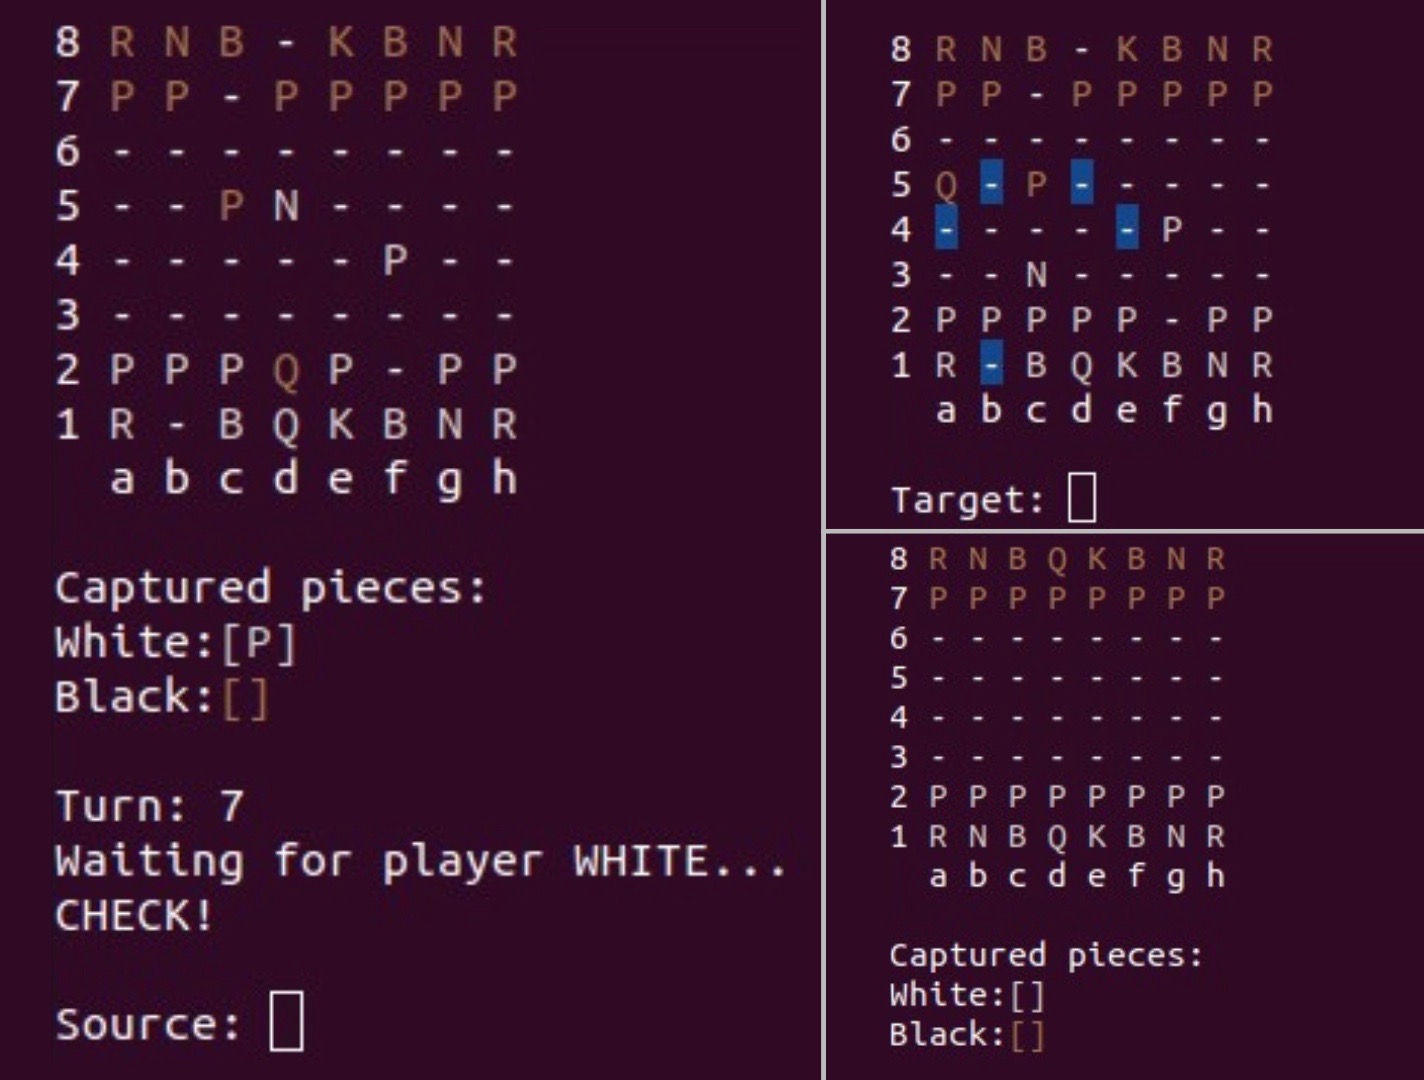 8 R N B - K B N R
7 P P - P P P P P
6 - - - - - - - -
5 - - P N - - - -
4 - - - - - P - -
3 - - - - - - - -
2 P P P Q P - P P
1 R - B Q K B N R
a b c d e f g h
Captured pieces:
White:[P]
Black:[]
Turn: 7
Waiting for player WHITE...
CHECK!
Source:
8 R N B - K B N R
7 P P - P P P P P
6 - - - - - - - -
5 Q - P - - - - -
4 - - - - - P - -
3 - - N - - - - -
2 P P P P P - P P
1 R - B Q K B N R
a b c d e f g h
Target:
8 R N B Q K B N R
7 P P P P P P P P
6 - - - - - - - -
5 - - - - - - - -
4 - - - - - - - -
3 - - - - - - - -
2 P P P P P P P P
1 R N B Q K B N R
a b c d e f g h
Captured pieces:
White:[]
Black:[]